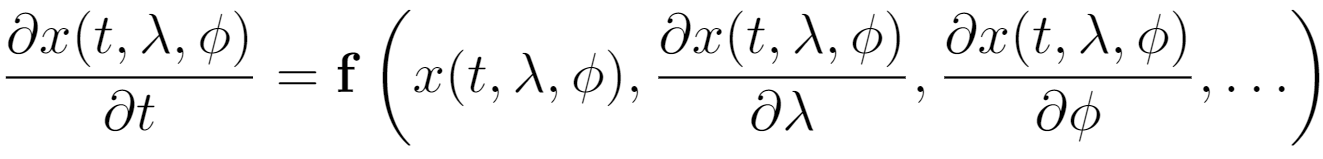 ∂x(t, λ, ϕ)/∂t = 𝐟 ( x(t, λ, ϕ), ∂x(t, λ, ϕ)/∂λ, ∂x(t, λ, ϕ)/∂ϕ, … )